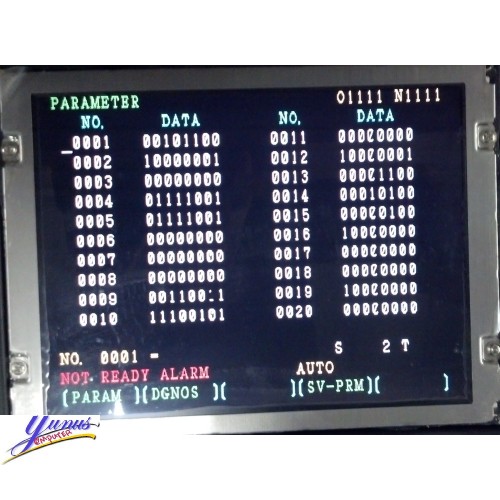 PARAMETER O1111 N1111
NO. DATA NO. DATA
0001 00101100 0011 00000000
0002 10000001 0012 10000001
0003 00000000 0013 00001100
0004 01111001 0014 00010100
0005 01111001 0015 00000100
0006 00000000 0016 10000000
0007 00000000 0017 00000000
0008 00000000 0018 00000000
0009 00110011 0019 10000000
0010 11100101 0020 00000000
S 2 T
NO. 0001 =
NOT READY ALARM AUTO
[PARAM ][DGNOS ][ ][SV-PRM][ ]
Yunus
COMPUTER